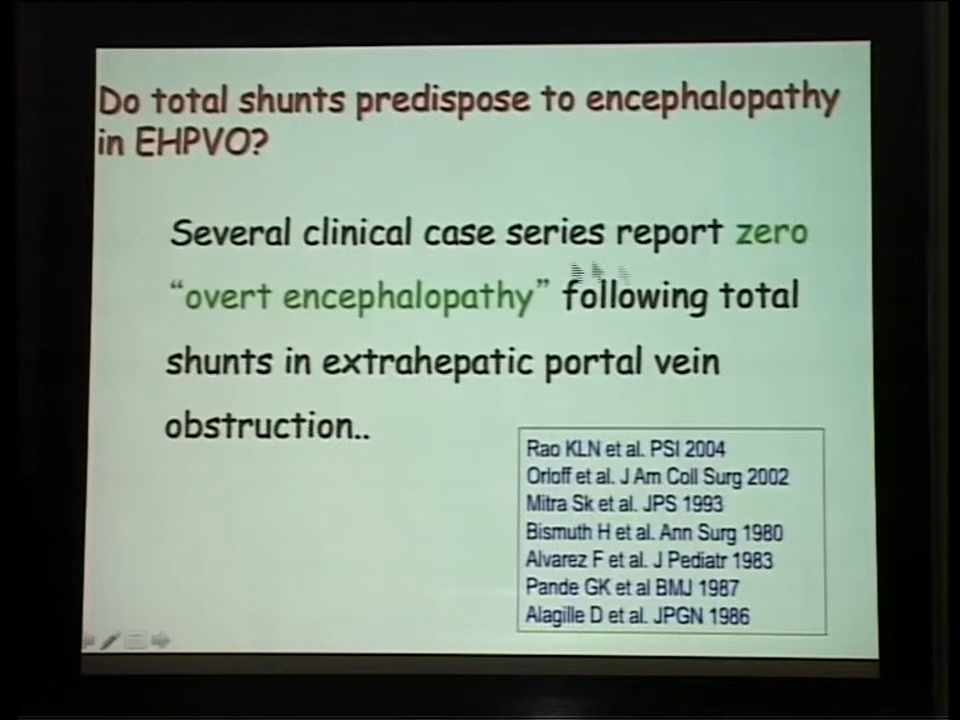 Do total shunts predispose to encephalopathy
in EHPVO?
Several clinical case series report zero
“overt encephalopathy” following total
shunts in extrahepatic portal vein
obstruction..
Rao KLN et al. PSI 2004
Orloff et al. J Am Coll Surg 2002
Mitra Sk et al. JPS 1993
Bismuth H et al. Ann Surg 1980
Alvarez F et al. J Pediatr 1983
Pande GK et al BMJ 1987
Alagille D et al. JPGN 1986